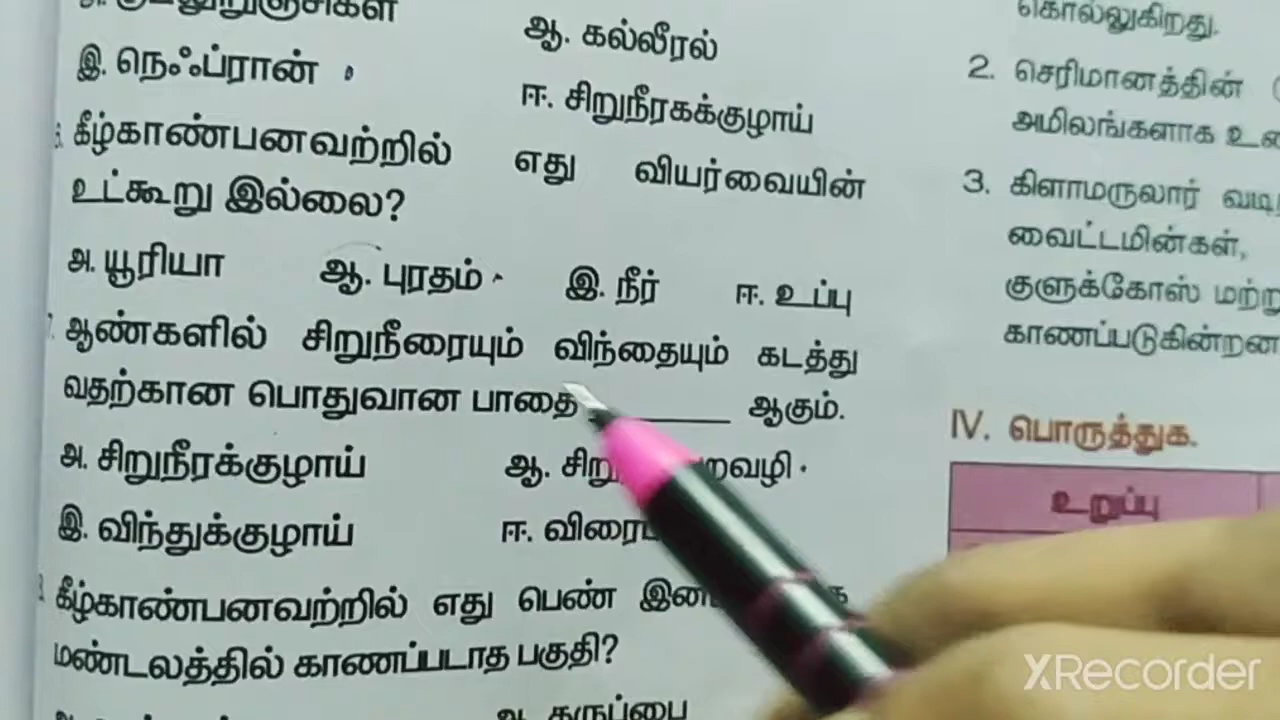 ஆ. கல்லீரல்
இ. நெஃப்ரான்
ஈ. சிறுநீரகக்குழாய்
கீழ்காண்பனவற்றில் எது வியர்வையின்
உட்கூறு இல்லை?
அ. யூரியா ஆ. புரதம் இ. நீர் ஈ. உப்பு
ஆண்களில் சிறுநீரையும் விந்தையும் கடத்து
வதற்கான பொதுவான பாதை ________ ஆகும்.
அ. சிறுநீரக்குழாய்
இ. விந்துக்குழாய்
கீழ்காண்பனவற்றில் எது பெண்
மண்டலத்தில் காணப்படாத பகுதி?
ஆ. கருப்பை
கொல்லுகிறது.
2. செரிமானத்தின்
அமிலங்களாக
3. கிளாமருலார்
வைட்டமின்கள்,
குளுக்கோஸ்
காணப்படுகின்றன
IV. பொருத்துக.
உறுப்பு
XRecorder